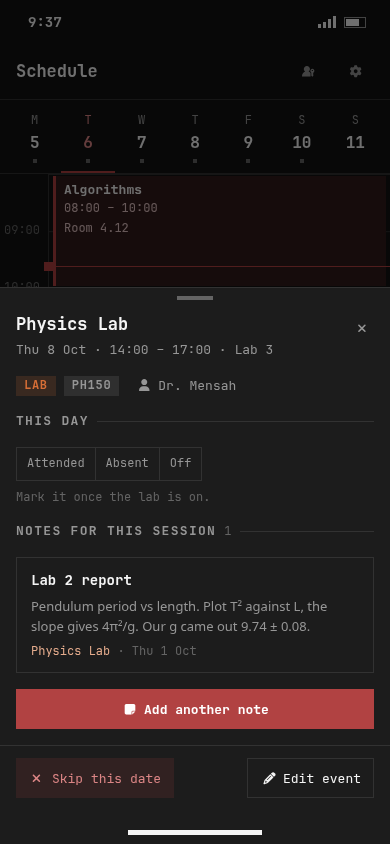 9:37
Schedule
M T W T F S S
5 6 7 8 9 10 11
Algorithms
08:00 – 10:00
Room 4.12
09:00
10:00
Physics Lab
×
Thu 8 Oct · 14:00 – 17:00 · Lab 3
LAB PH150 Dr. Mensah
THIS DAY
Attended Absent Off
Mark it once the lab is on.
NOTES FOR THIS SESSION 1
Lab 2 report
Pendulum period vs length. Plot T² against L, the
slope gives 4π²/g. Our g came out 9.74 ± 0.08.
Physics Lab · Thu 1 Oct
Add another note
× Skip this date Edit event